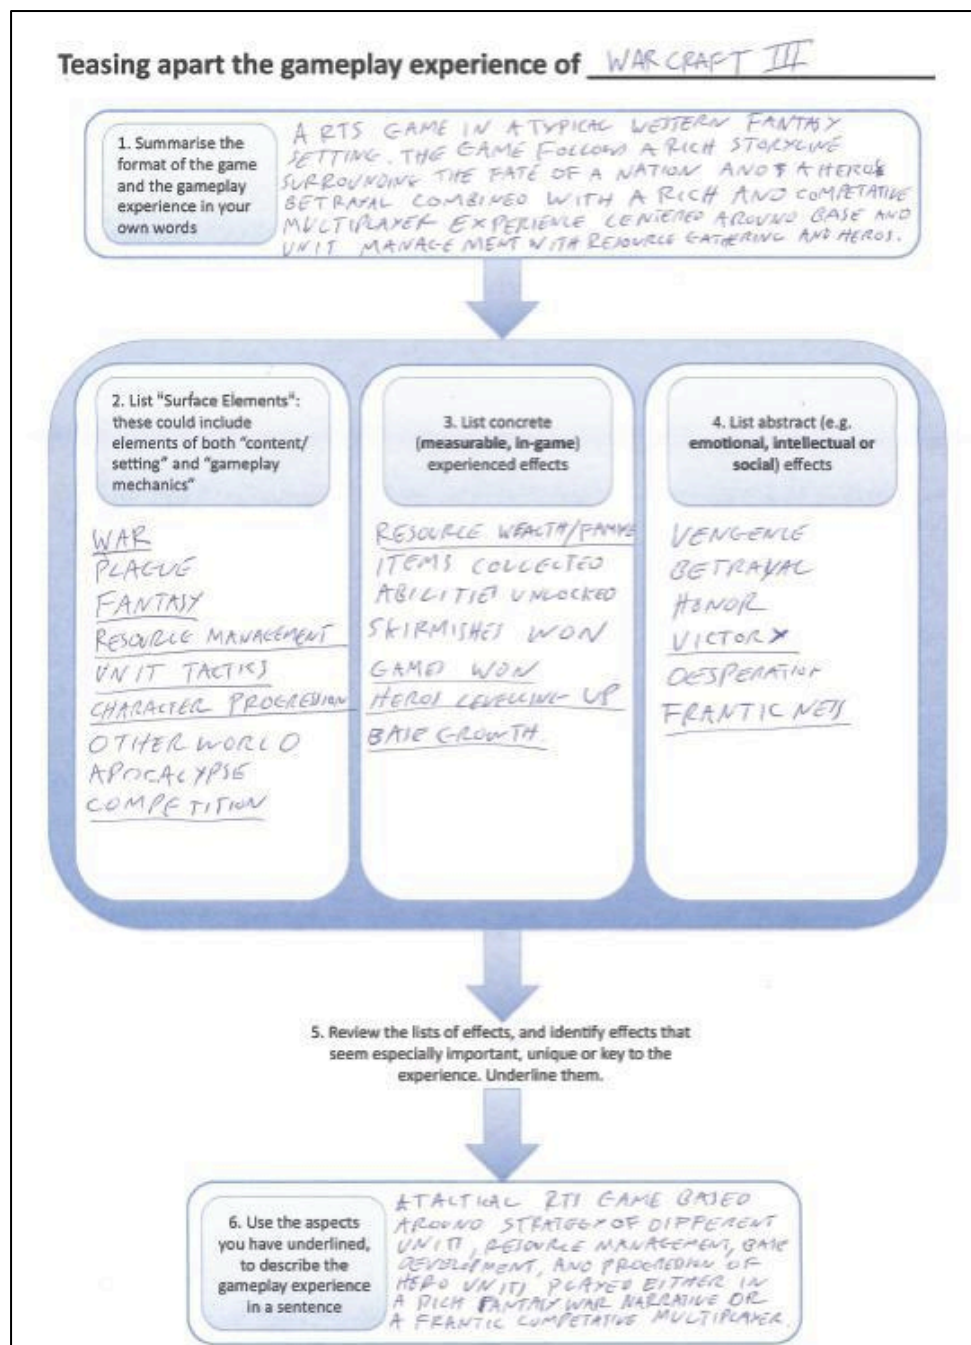 Teasing apart the gameplay experience of WARCRAFT III
1. Summarise the
format of the game
and the gameplay
experience in your
own words
A RTS GAME IN A TYPICAL WESTERN FANTASY
SETTING. THE GAME FOLLOWS A RICH STORYLINE
SURROUNDING THE FATE OF A NATION AND A HEROS
BETRAYAL COMBINED WITH A RICH AND COMPETATIVE
MULTIPLAYER EXPERIENCE CENTERED AROUND BASE AND
UNIT MANAGEMENT WITH RESOURCE GATHERING AND HEROS.
2. List "Surface Elements":
these could include
elements of both "content/
setting" and "gameplay
mechanics"
WAR
PLAGUE
FANTASY
RESOURCE MANAGEMENT
UNIT TACTICS
CHARACTER PROGRESSION
OTHER WORLD
APOCALYPSE
COMPETITION
3. List concrete
(measurable, in-game)
experienced effects
RESOURCE WEALTH/FAMINE
ITEMS COLLECTED
ABILITIES UNLOCKED
SKIRMISHES WON
GAMES WON
HEROS LEVELLING UP
BASE GROWTH.
4. List abstract (e.g.
emotional, intellectual or
social) effects
VENGENCE
BETRAYAL
HONOR
VICTORY
DESPERATION
FRANTICNESS
5. Review the lists of effects, and identify effects that
seem especially important, unique or key to the
experience. Underline them.
6. Use the aspects
you have underlined,
to describe the
gameplay experience
in a sentence
A TACTICAL RTS GAME BASED
AROUND STRATEGY OF DIFFERENT
UNITS, RESOURCE MANAGEMENT, BASE
DEVELOPMENT, AND PROGRESSION OF
HERO UNITS PLAYED EITHER IN
A RICH FANTASY WAR NARRATIVE OR
A FRANTIC COMPETATIVE MULTIPLAYER.